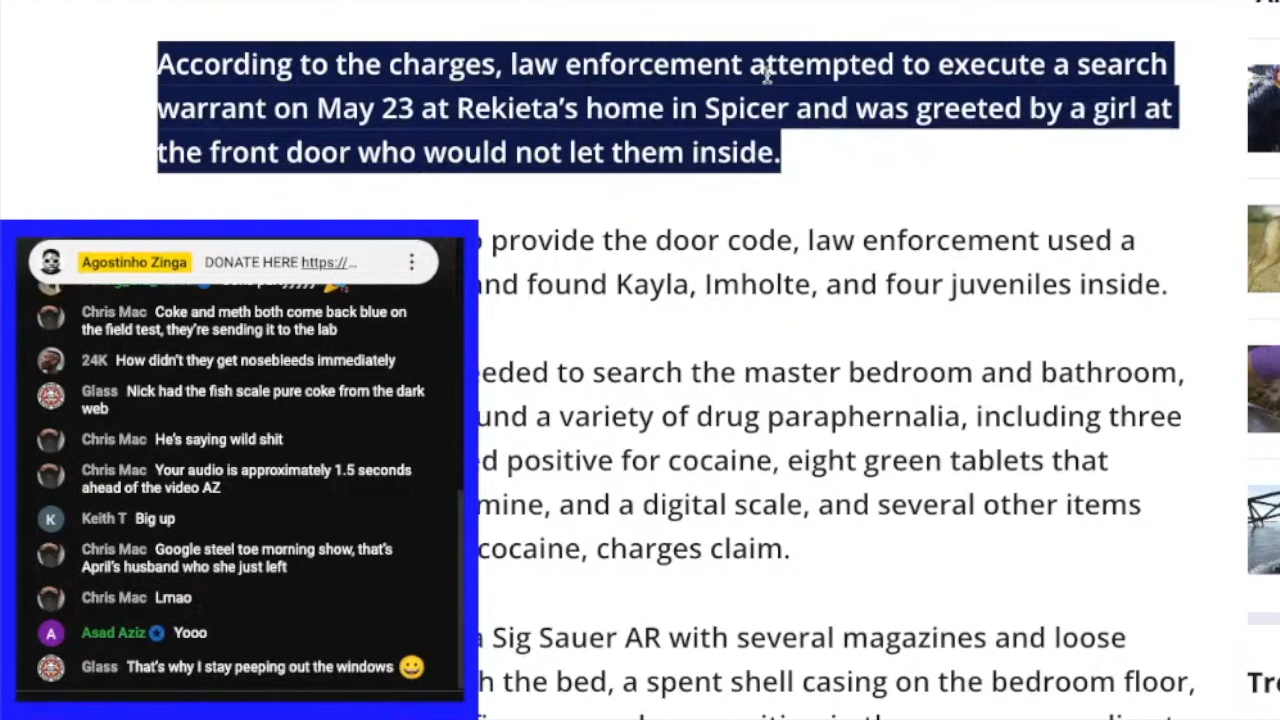 According to the charges, law enforcement attempted to execute a search
warrant on May 23 at Rekieta’s home in Spicer and was greeted by a girl at
the front door who would not let them inside.
provide the door code, law enforcement used a
and found Kayla, Imholte, and four juveniles inside.
to search the master bedroom and bathroom,
a variety of drug paraphernalia, including three
positive for cocaine, eight green tablets that
and a digital scale, and several other items
cocaine, charges claim.
a Sig Sauer AR with several magazines and loose
the bed, a spent shell casing on the bedroom floor,
Agostinho Zinga DONATE HERE https://…
Chris Mac Coke and meth both come back blue on
the field test, they’re sending it to the lab
24K How didn’t they get nosebleeds immediately
Glass Nick had the fish scale pure coke from the dark
web
Chris Mac He’s saying wild shit
Chris Mac Your audio is approximately 1.5 seconds
ahead of the video AZ
K Keith T Big up
Chris Mac Google steel toe morning show, that’s
April’s husband who she just left
Chris Mac Lmao
A Asad Aziz Yooo
Glass That’s why I stay peeping out the windows 😀